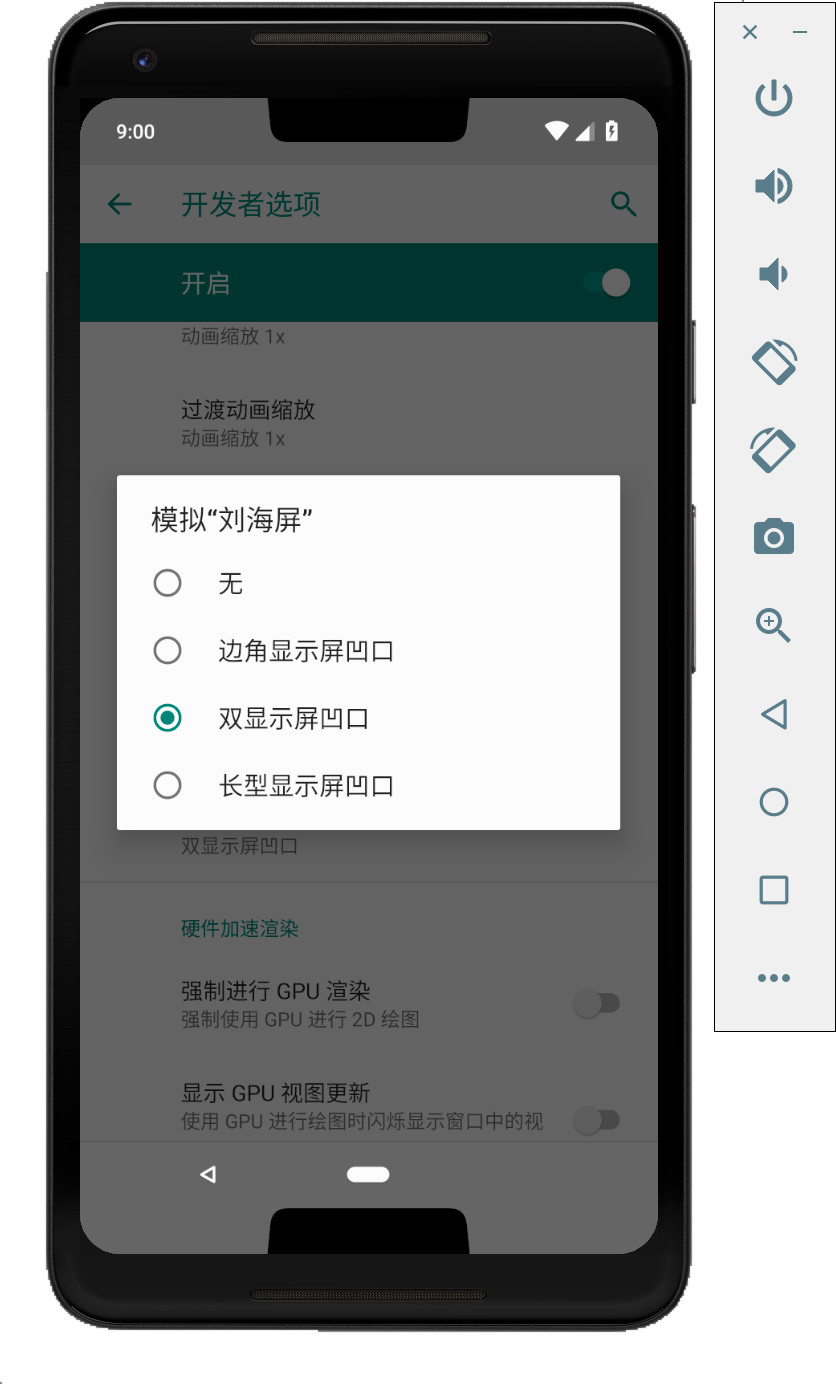 9:00
开发者选项
开启
动画缩放 1x
过渡动画缩放
动画缩放 1x
模拟“刘海屏”
无
边角显示屏凹口
双显示屏凹口
长型显示屏凹口
双显示屏凹口
硬件加速渲染
强制进行 GPU 渲染
强制使用 GPU 进行 2D 绘图
显示 GPU 视图更新
使用 GPU 进行绘图时闪烁显示窗口中的视